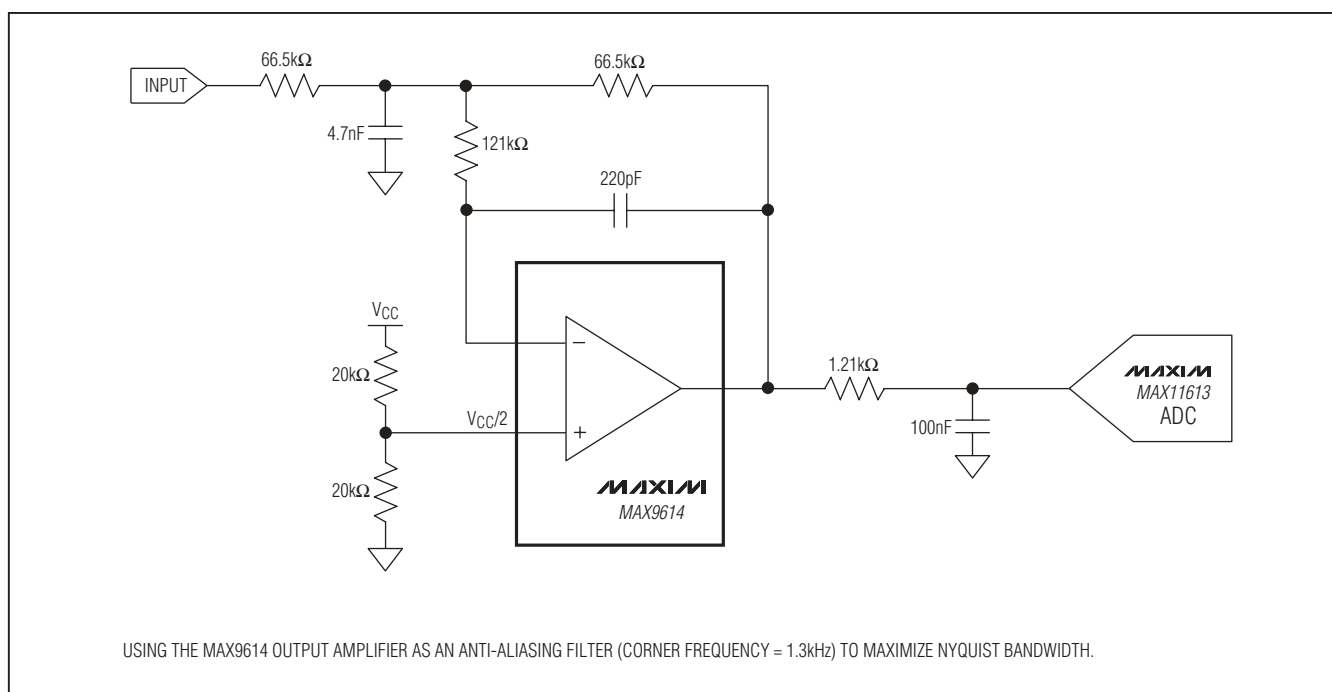 66.5kΩ
66.5kΩ
INPUT
4.7nF
121kΩ
220pF
VCC
20kΩ
VCC/2
20kΩ
−
+
MAXIM
MAX9614
1.21kΩ
100nF
MAXIM
MAX11613
ADC
USING THE MAX9614 OUTPUT AMPLIFIER AS AN ANTI-ALIASING FILTER (CORNER FREQUENCY = 1.3kHz) TO MAXIMIZE NYQUIST BANDWIDTH.